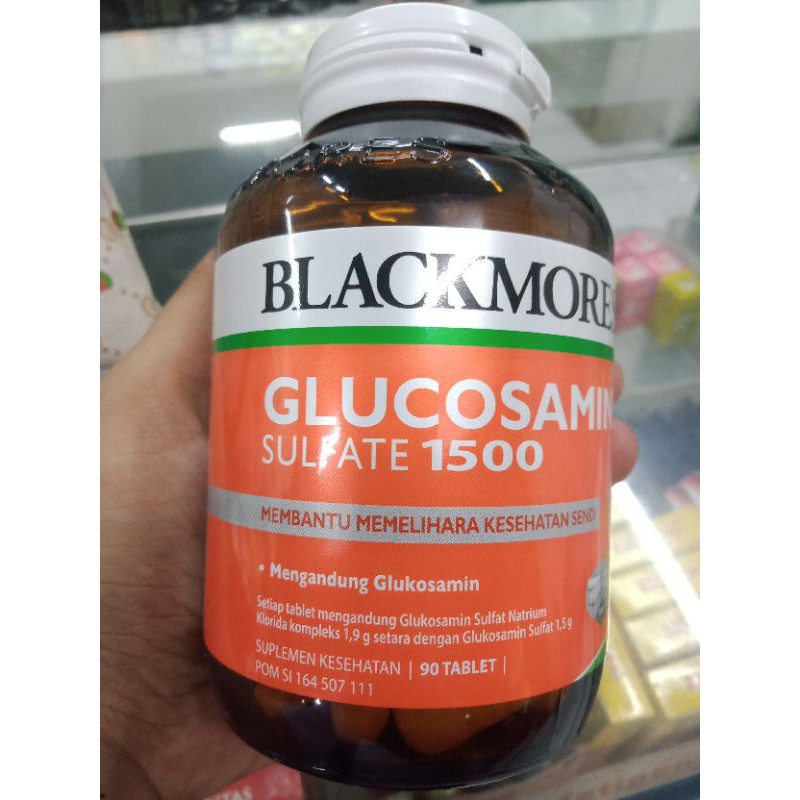 BLACKMORES
GLUCOSAMIN
SULFATE 1500
MEMBANTU MEMELIHARA KESEHATAN SENDI
• Mengandung Glukosamin
Setiap tablet mengandung Glukosamin Sulfat Natrium
Klorida kompleks 1,9 g setara dengan Glukosamin Sulfat 1,5 g
SUPLEMEN KESEHATAN | 90 TABLET |
POM SI 164 507 111